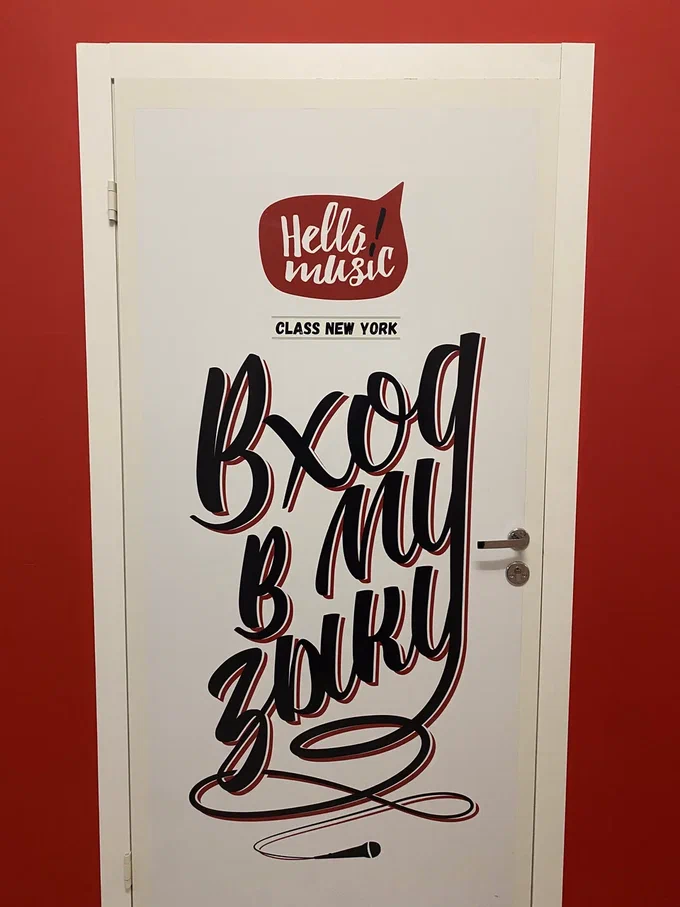 Hello!
music
CLASS NEW YORK
Вход
в му
зыку